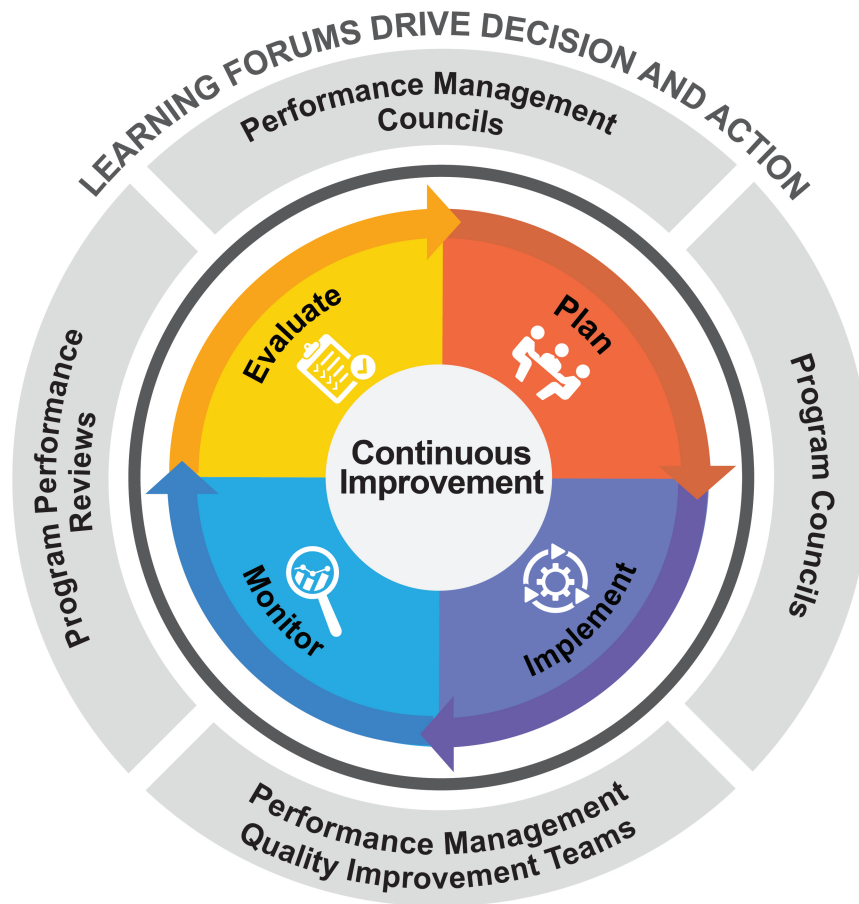 LEARNING FORUMS DRIVE DECISION AND ACTION
Performance Management
Councils
Program Performance
Reviews
Evaluate
Plan
Continuous
Improvement
Program Councils
Monitor
Implement
Performance Management
Quality Improvement Teams